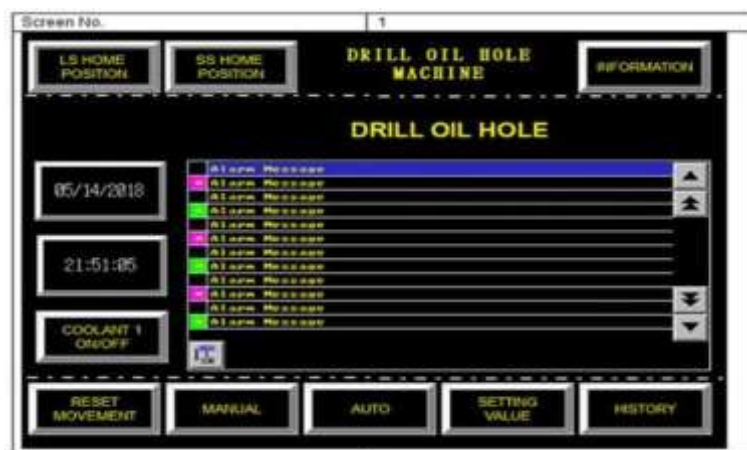 Screen No.
1
LS HOME
POSITION
SS HOME
POSITION
DRILL OIL HOLE
MACHINE
INFORMATION
DRILL OIL HOLE
05/14/2018
21:51:05
COOLANT 1
ON/OFF
Alarm Message
Alarm Message
Alarm Message
Alarm Message
Alarm Message
Alarm Message
Alarm Message
Alarm Message
Alarm Message
Alarm Message
Alarm Message
Alarm Message
RESET
MOVEMENT
MANUAL
AUTO
SETTING
VALUE
HISTORY